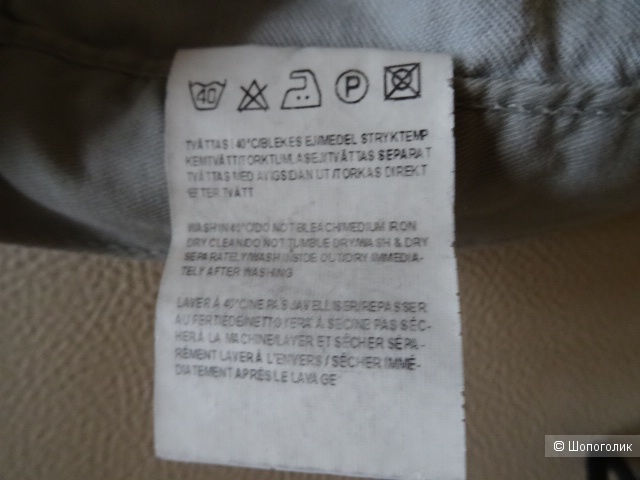 40 P
TVÄTTAS I 40°C/BLEKES EJ/MEDEL STRYKTEMP
KEMTVÄTT/TORKTUML.AS EJ/TVÄTTAS SEPARAT
TVÄTTAS MED AVIGSIDAN UT/TORKAS DIREKT
EFTER TVÄTT
WASH IN 40°C/DO NOT BLEACH/MEDIUM IRON
DRY CLEAN/DO NOT TUMBLE DRY/WASH & DRY
SEPARATELY/WASH INSIDE OUT/DRY IMMEDIA-
TELY AFTER WASHING
LAVER À 40°C/NE PAS JAVELLISER/REPASSER
AU FER TIÈDE/NETTOYER À SEC/NE PAS SÉC-
HER À LA MACHINE/LAVER ET SÉCHER SÉPA-
RÉMENT LAVER À L'ENVERS / SÉCHER IMMÉ-
DIATEMENT APRÈS LE LAVAGE
© Шопоголик